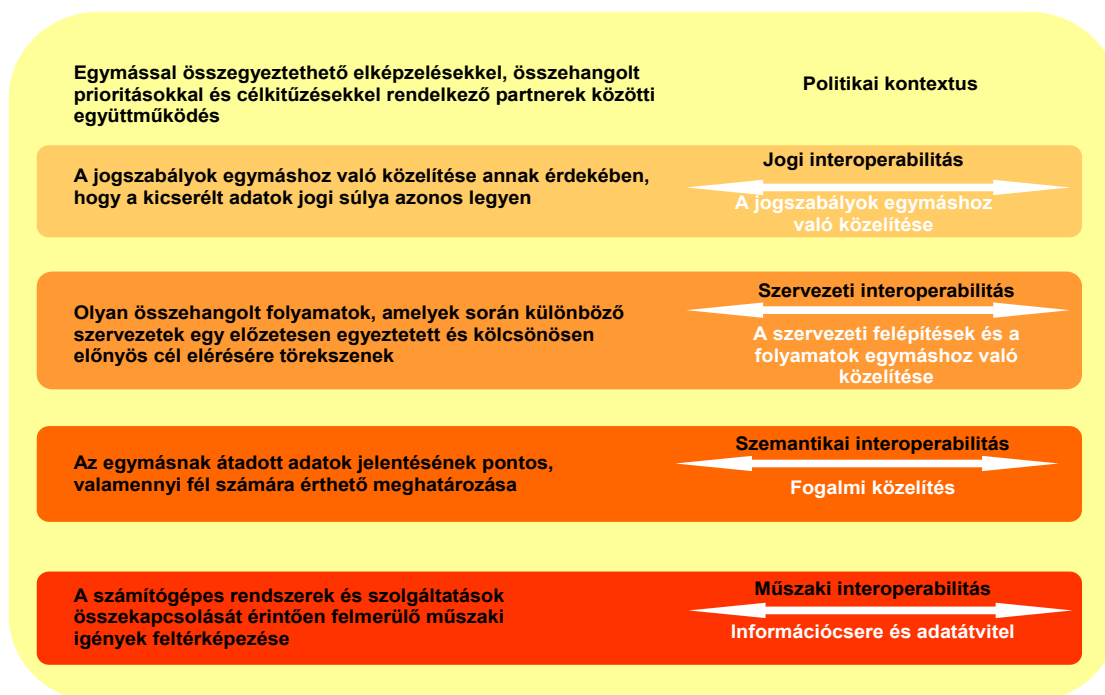 Egymással összegyeztethető elképzelésekkel, összehangolt
prioritásokkal és célkitűzésekkel rendelkező partnerek közötti
együttműködés
Politikai kontextus
A jogszabályok egymáshoz való közelítése annak érdekében,
hogy a kicserélt adatok jogi súlya azonos legyen
Jogi interoperabilitás
A jogszabályok egymáshoz
való közelítése
Olyan összehangolt folyamatok, amelyek során különböző
szervezetek egy előzetesen egyeztetett és kölcsönösen
előnyös cél elérésére törekszenek
Szervezeti interoperabilitás
A szervezeti felépítések és a
folyamatok egymáshoz való
közelítése
Az egymásnak átadott adatok jelentésének pontos,
valamennyi fél számára érthető meghatározása
Szemantikai interoperabilitás
Fogalmi közelítés
A számítógépes rendszerek és szolgáltatások
összekapcsolását érintően felmerülő műszaki
igények feltérképezése
Műszaki interoperabilitás
Információcsere és adatátvitel